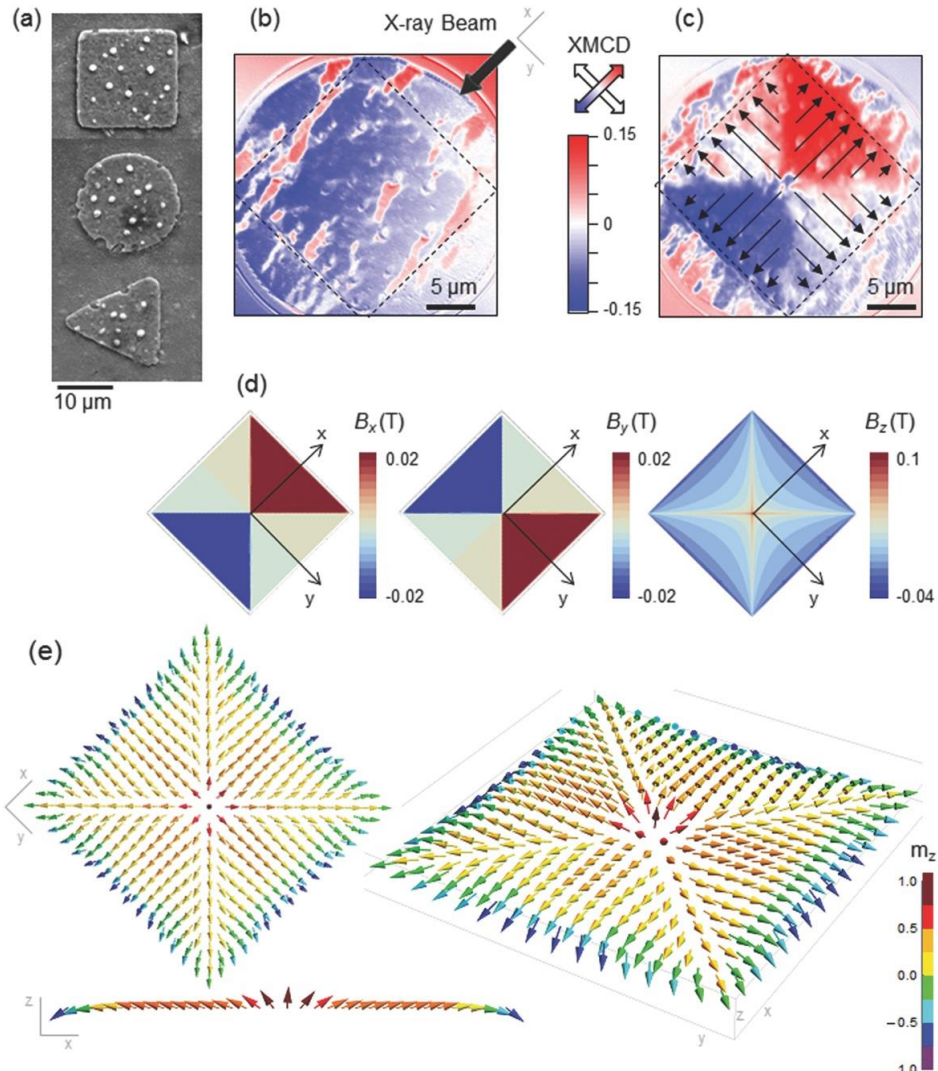 (a)
10 µm
(b)
X-ray Beam
x
y
XMCD
0.15
0
-0.15
5 µm
(c)
5 µm
(d)
x
y
Bx(T)
0.02
-0.02
x
y
By(T)
0.02
-0.02
x
y
Bz(T)
0.1
-0.04
(e)
x
y
z
x
y
z
x
mz
1.0
0.5
0.0
-0.5
1.0